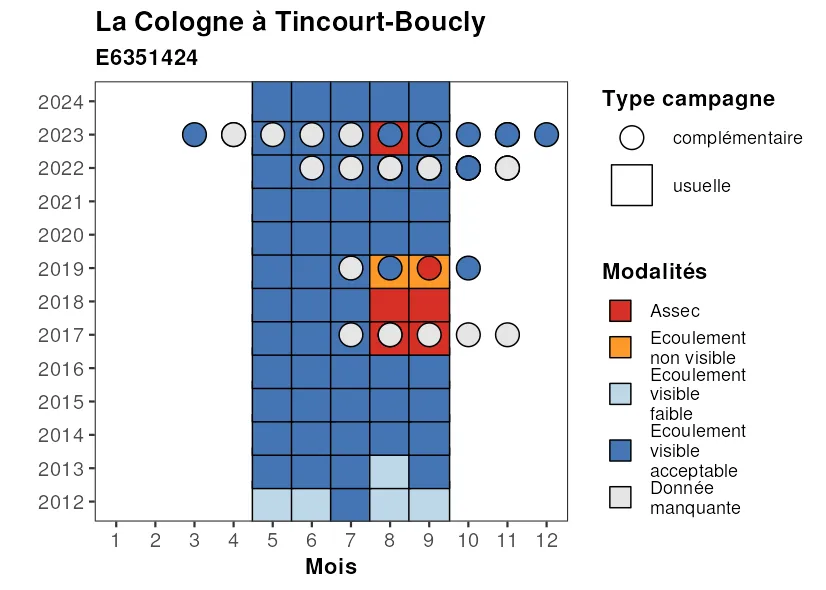 La Cologne à Tincourt-Boucly
E6351424
2024
2023
2022
2021
2020
2019
2018
2017
2016
2015
2014
2013
2012
1 2 3 4 5 6 7 8 9 10 11 12
Mois
Type campagne
complémentaire
usuelle
Modalités
Assec
Ecoulement
non visible
Ecoulement
visible
faible
Ecoulement
visible
acceptable
Donnée
manquante